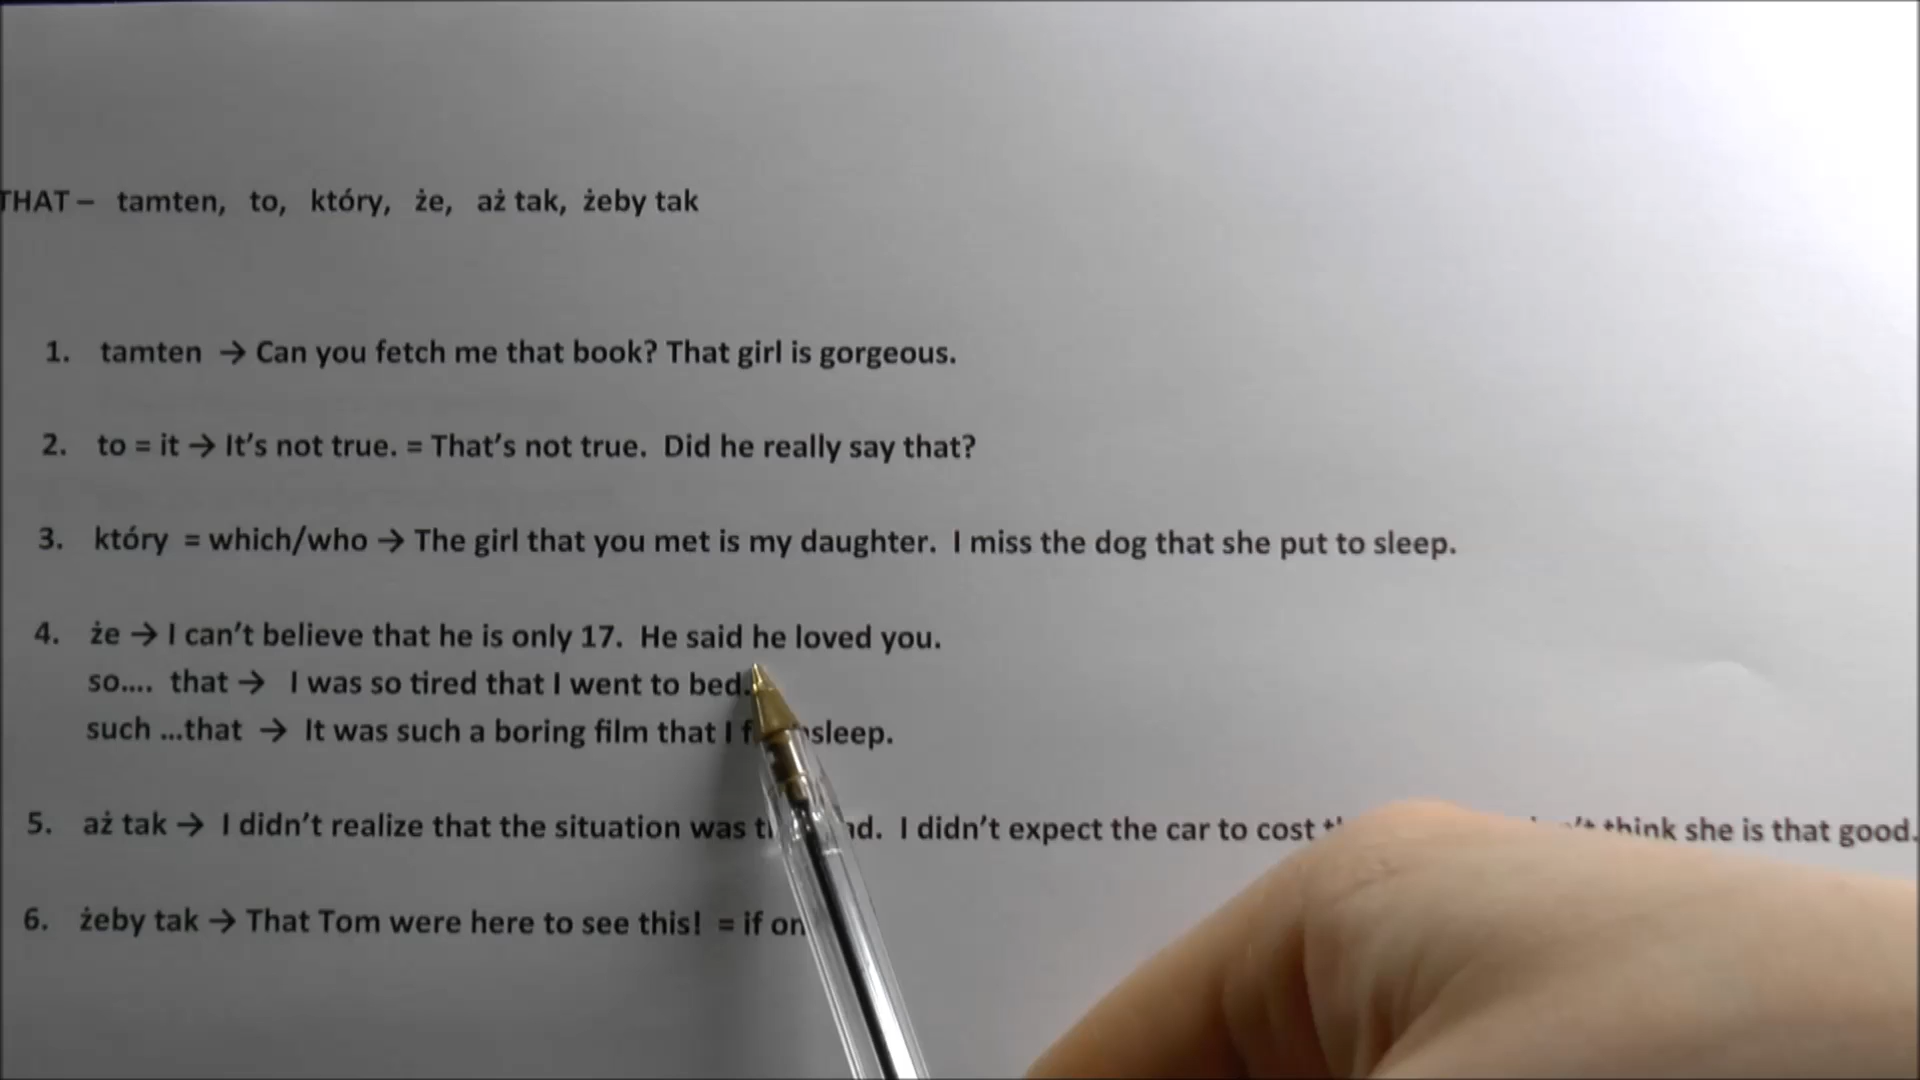 THAT – tamten, to, który, że, aż tak, żeby tak
1. tamten → Can you fetch me that book? That girl is gorgeous.
2. to = it → It's not true. = That's not true. Did he really say that?
3. który = which/who → The girl that you met is my daughter. I miss the dog that she put to sleep.
4. że → I can't believe that he is only 17. He said he loved you.
so.... that → I was so tired that I went to bed.
such ...that → It was such a boring film that I
5. aż tak → I didn't realize that the situation was I didn't expect the car to cost think she is that good.
6. żeby tak → That Tom were here to see this! = if